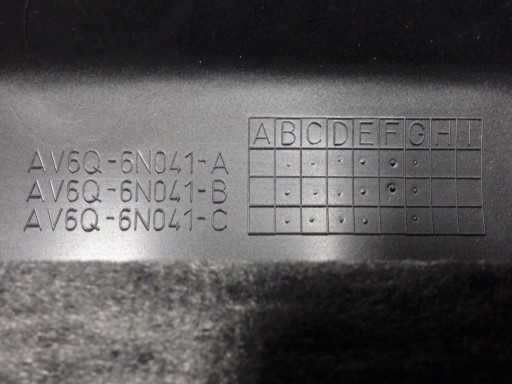 A B C D E F G H I
AV6Q-6N041-A
AV6Q-6N041-B
AV6Q-6N041-C